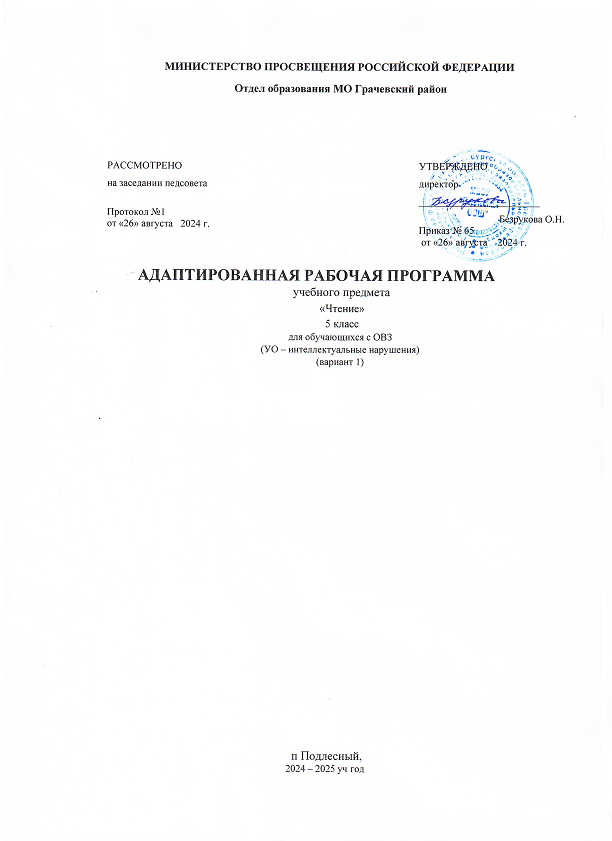 МИНИСТЕРСТВО ПРОСВЕЩЕНИЯ РОССИЙСКОЙ ФЕДЕРАЦИИ
Отдел образования МО Грачевский район
РАССМОТРЕНО
на заседании педсовета
Протокол №1
от «26» августа 2024 г.
УТВЕРЖДЕНО
директор
Безрукова
Безрукова О.Н.
Приказ № 65
от «26» августа 2024 г.
АДАПТИРОВАННАЯ РАБОЧАЯ ПРОГРАММА
учебного предмета
«Чтение»
5 класс
для обучающихся с ОВЗ
(УО – интеллектуальные нарушения)
(вариант 1)
п Подлесный,
2024 – 2025 уч год